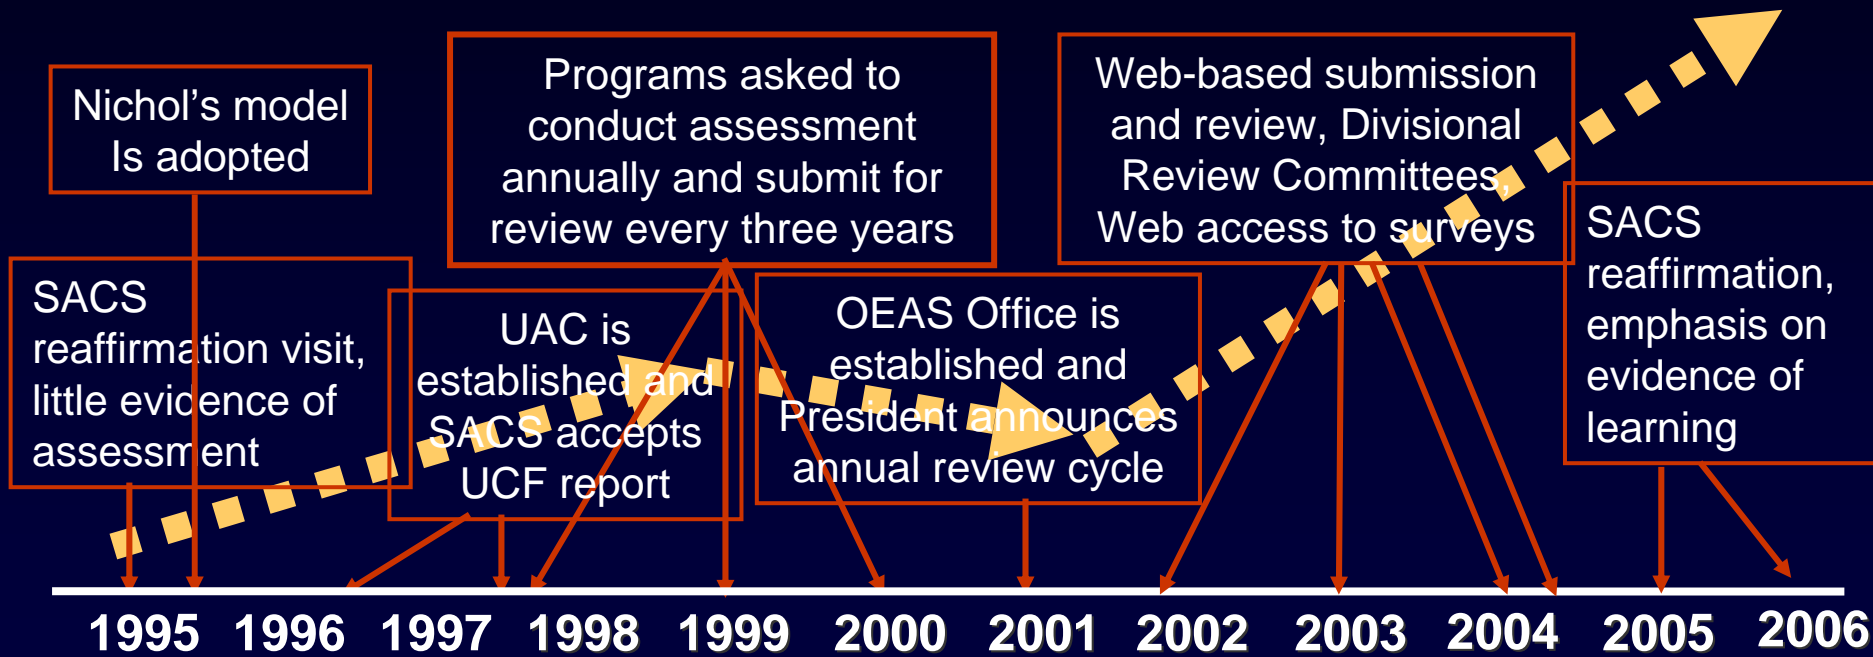 Nichol's model
Is adopted
Programs asked to
conduct assessment
annually and submit for
review every three years
Web-based submission
and review, Divisional
Review Committees,
Web access to surveys
SACS
reaffirmation visit,
little evidence of
assessment
UAC is
established and
SACS accepts
UCF report
OEAS Office is
established and
President announces
annual review cycle
SACS
reaffirmation,
emphasis on
evidence of
learning
1995 1996 1997 1998 1999 2000 2001 2002 2003 2004 2005 2006